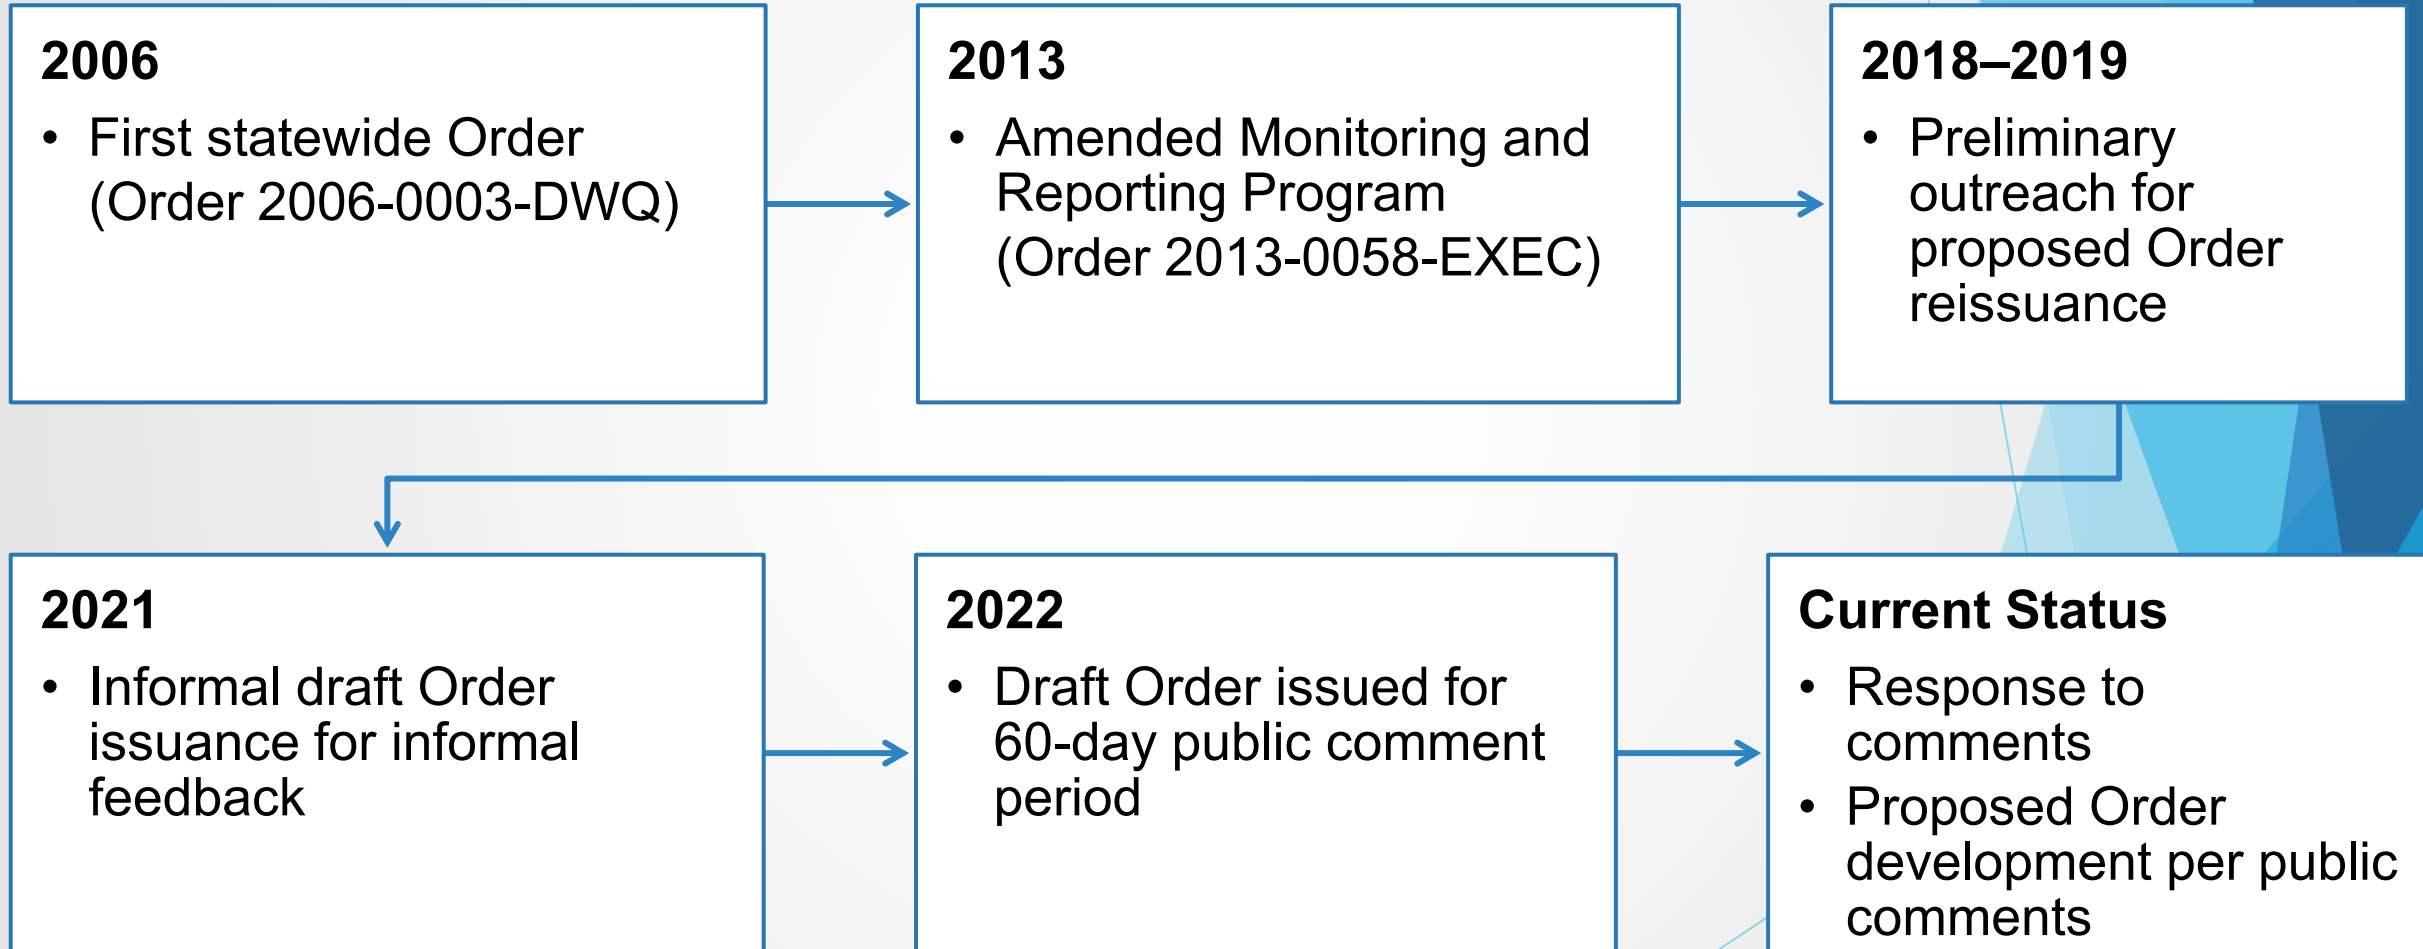 2006
• First statewide Order
(Order 2006-0003-DWQ)
2013
• Amended Monitoring and
Reporting Program
(Order 2013-0058-EXEC)
2018–2019
• Preliminary
outreach for
proposed Order
reissuance
2021
• Informal draft Order
issuance for informal
feedback
2022
• Draft Order issued for
60-day public comment
period
Current Status
• Response to
comments
• Proposed Order
development per public
comments